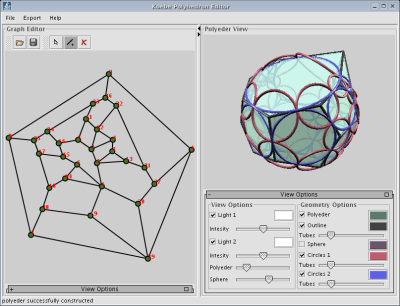 Koebe Polyhedron Editor
File Export Help
Graph Editor
Polyeder View
View Options
View Options Geometry Options
Light 1
Polyeder
Intesity
Outline
Tubes
Light 2
Sphere
Intesity
Circles 1
Polyeder
Tubes
Sphere
Circles 2
Tubes
View Options
polyeder successfully constructed